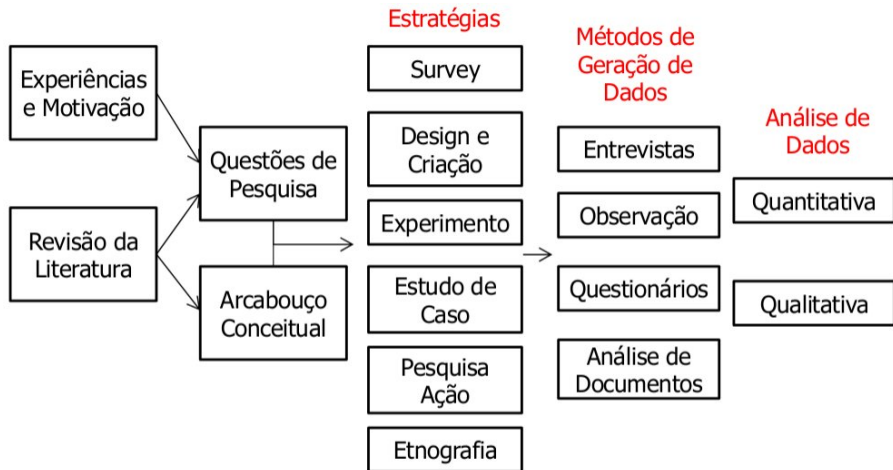 Experiências
e Motivação
Revisão da
Literatura
Questões de
Pesquisa
Arcabouço
Conceitual
Estratégias
Survey
Design e
Criação
Experimento
Estudo de
Caso
Pesquisa
Ação
Etnografia
Métodos de
Geração de
Dados
Entrevistas
Observação
Questionários
Análise de
Documentos
Análise de
Dados
Quantitativa
Qualitativa